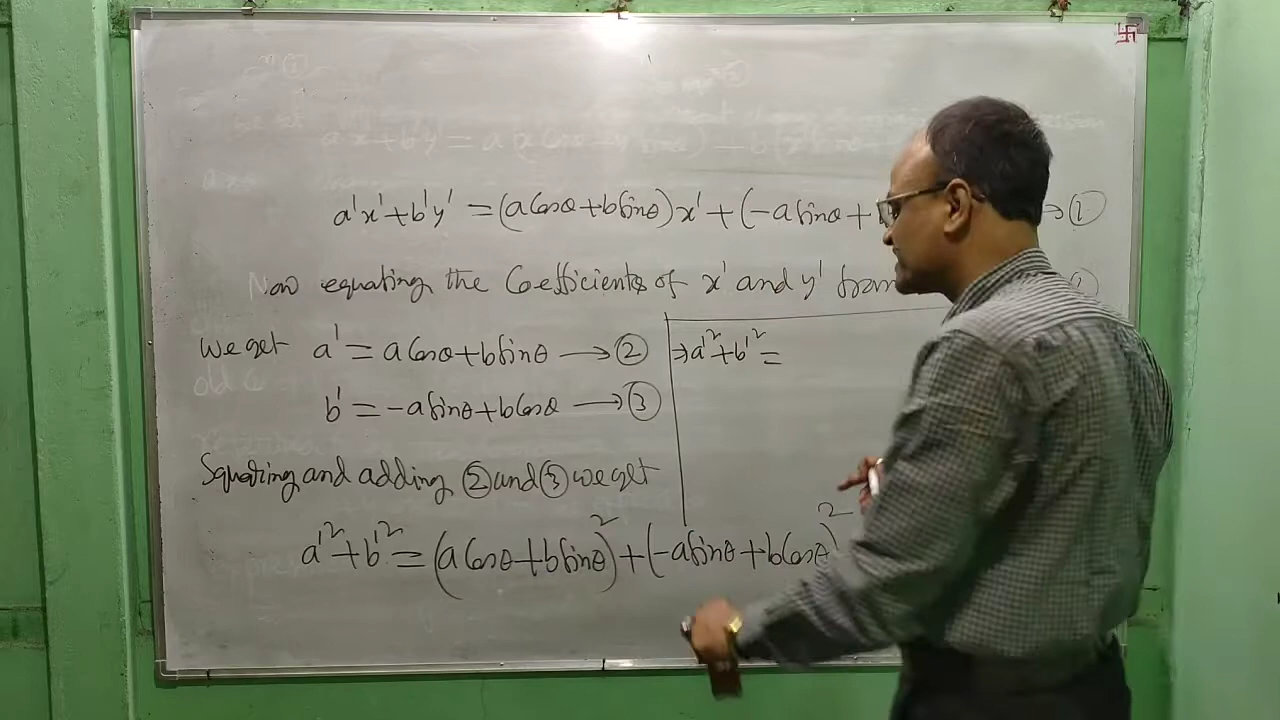 a'x'+b'y' = (a Cosθ+b Sinθ)x' + (-a Sinθ + → ①
Now equating the Coefficients of x' and y' from ①
We get a' = a Cosθ+b Sinθ → ②
b' = -a Sinθ+b Cosθ → ③
Squaring and adding ② and ③ we get
a'²+b'² = (a Cosθ+b Sinθ)² + (-a Sinθ + b Cosθ)²
⇒ a'²+b'² =